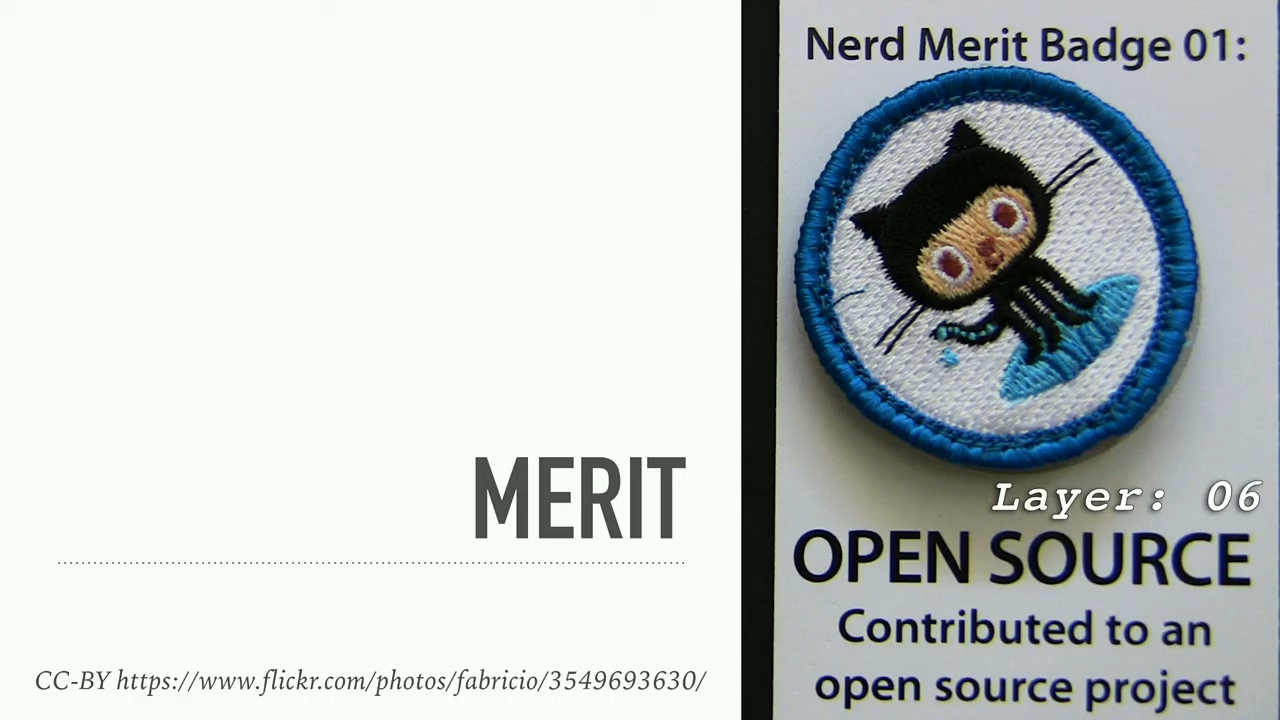 MERIT
CC-BY https://www.flickr.com/photos/fabricio/3549693630/
Nerd Merit Badge 01:
Layer: 06
OPEN SOURCE
Contributed to an
open source project